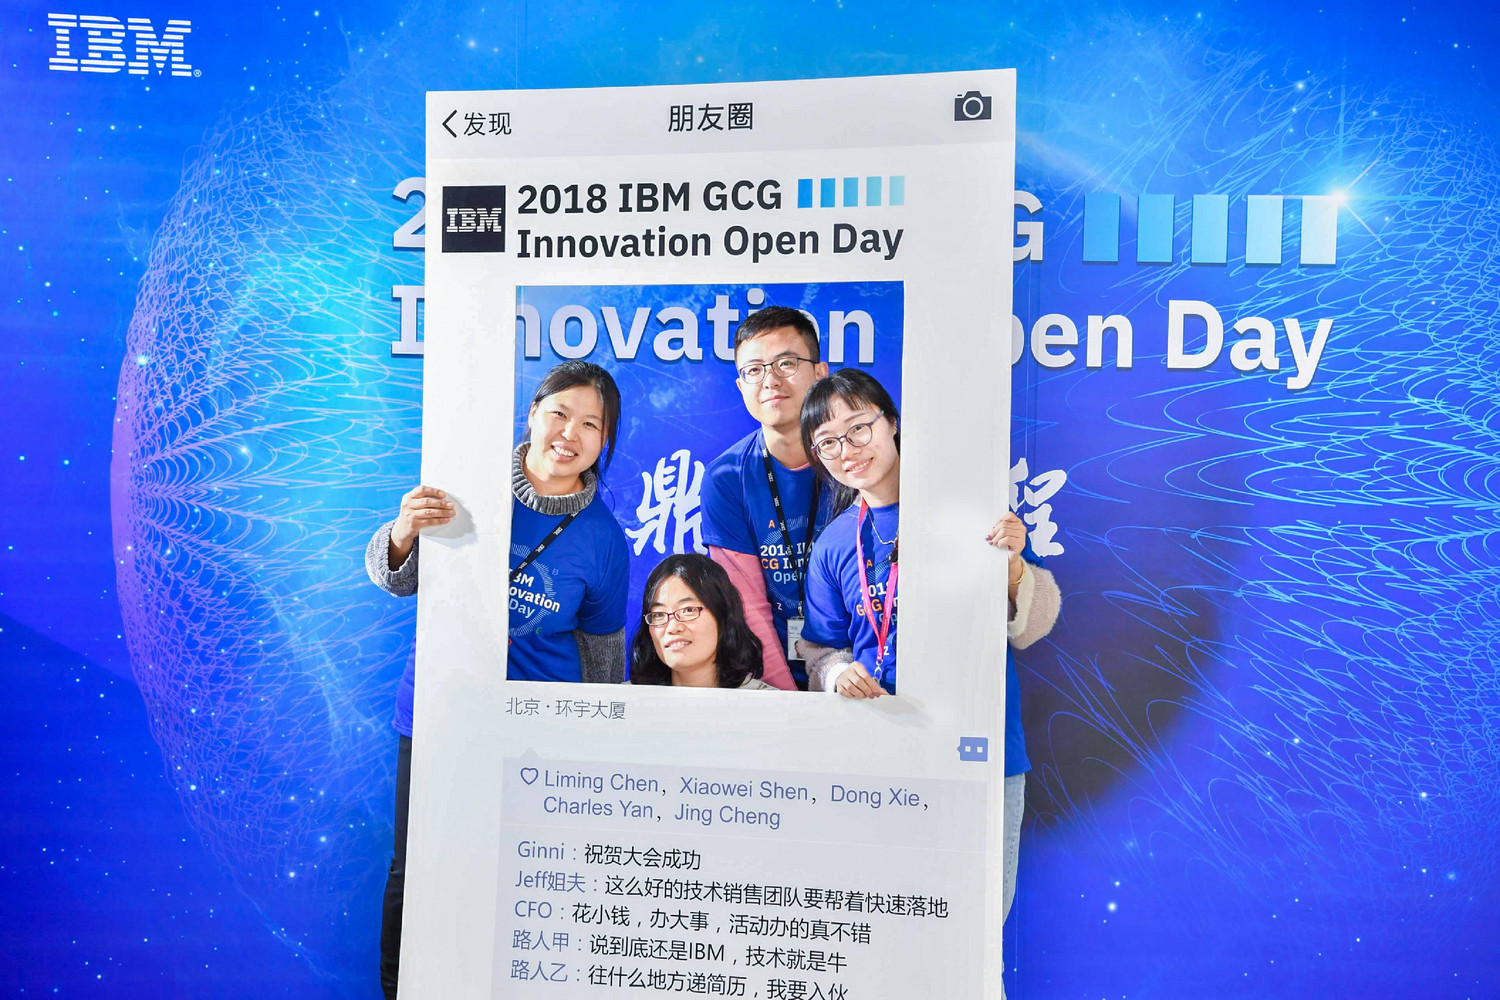 IBM
发现
朋友圈
IBM
2018 IBM GCG
Innovation Open Day
2 G
Innovation
pen Day
鼎 程
北京 · 环宇大厦
Liming Chen, Xiaowei Shen, Dong Xie,
Charles Yan, Jing Cheng
Ginni：祝贺大会成功
Jeff姐夫：这么好的技术销售团队要帮着快速落地
CFO：花小钱，办大事，活动办的真不错
路人甲：说到底还是IBM，技术就是牛
路人乙：往什么地方递简历，我要入伙